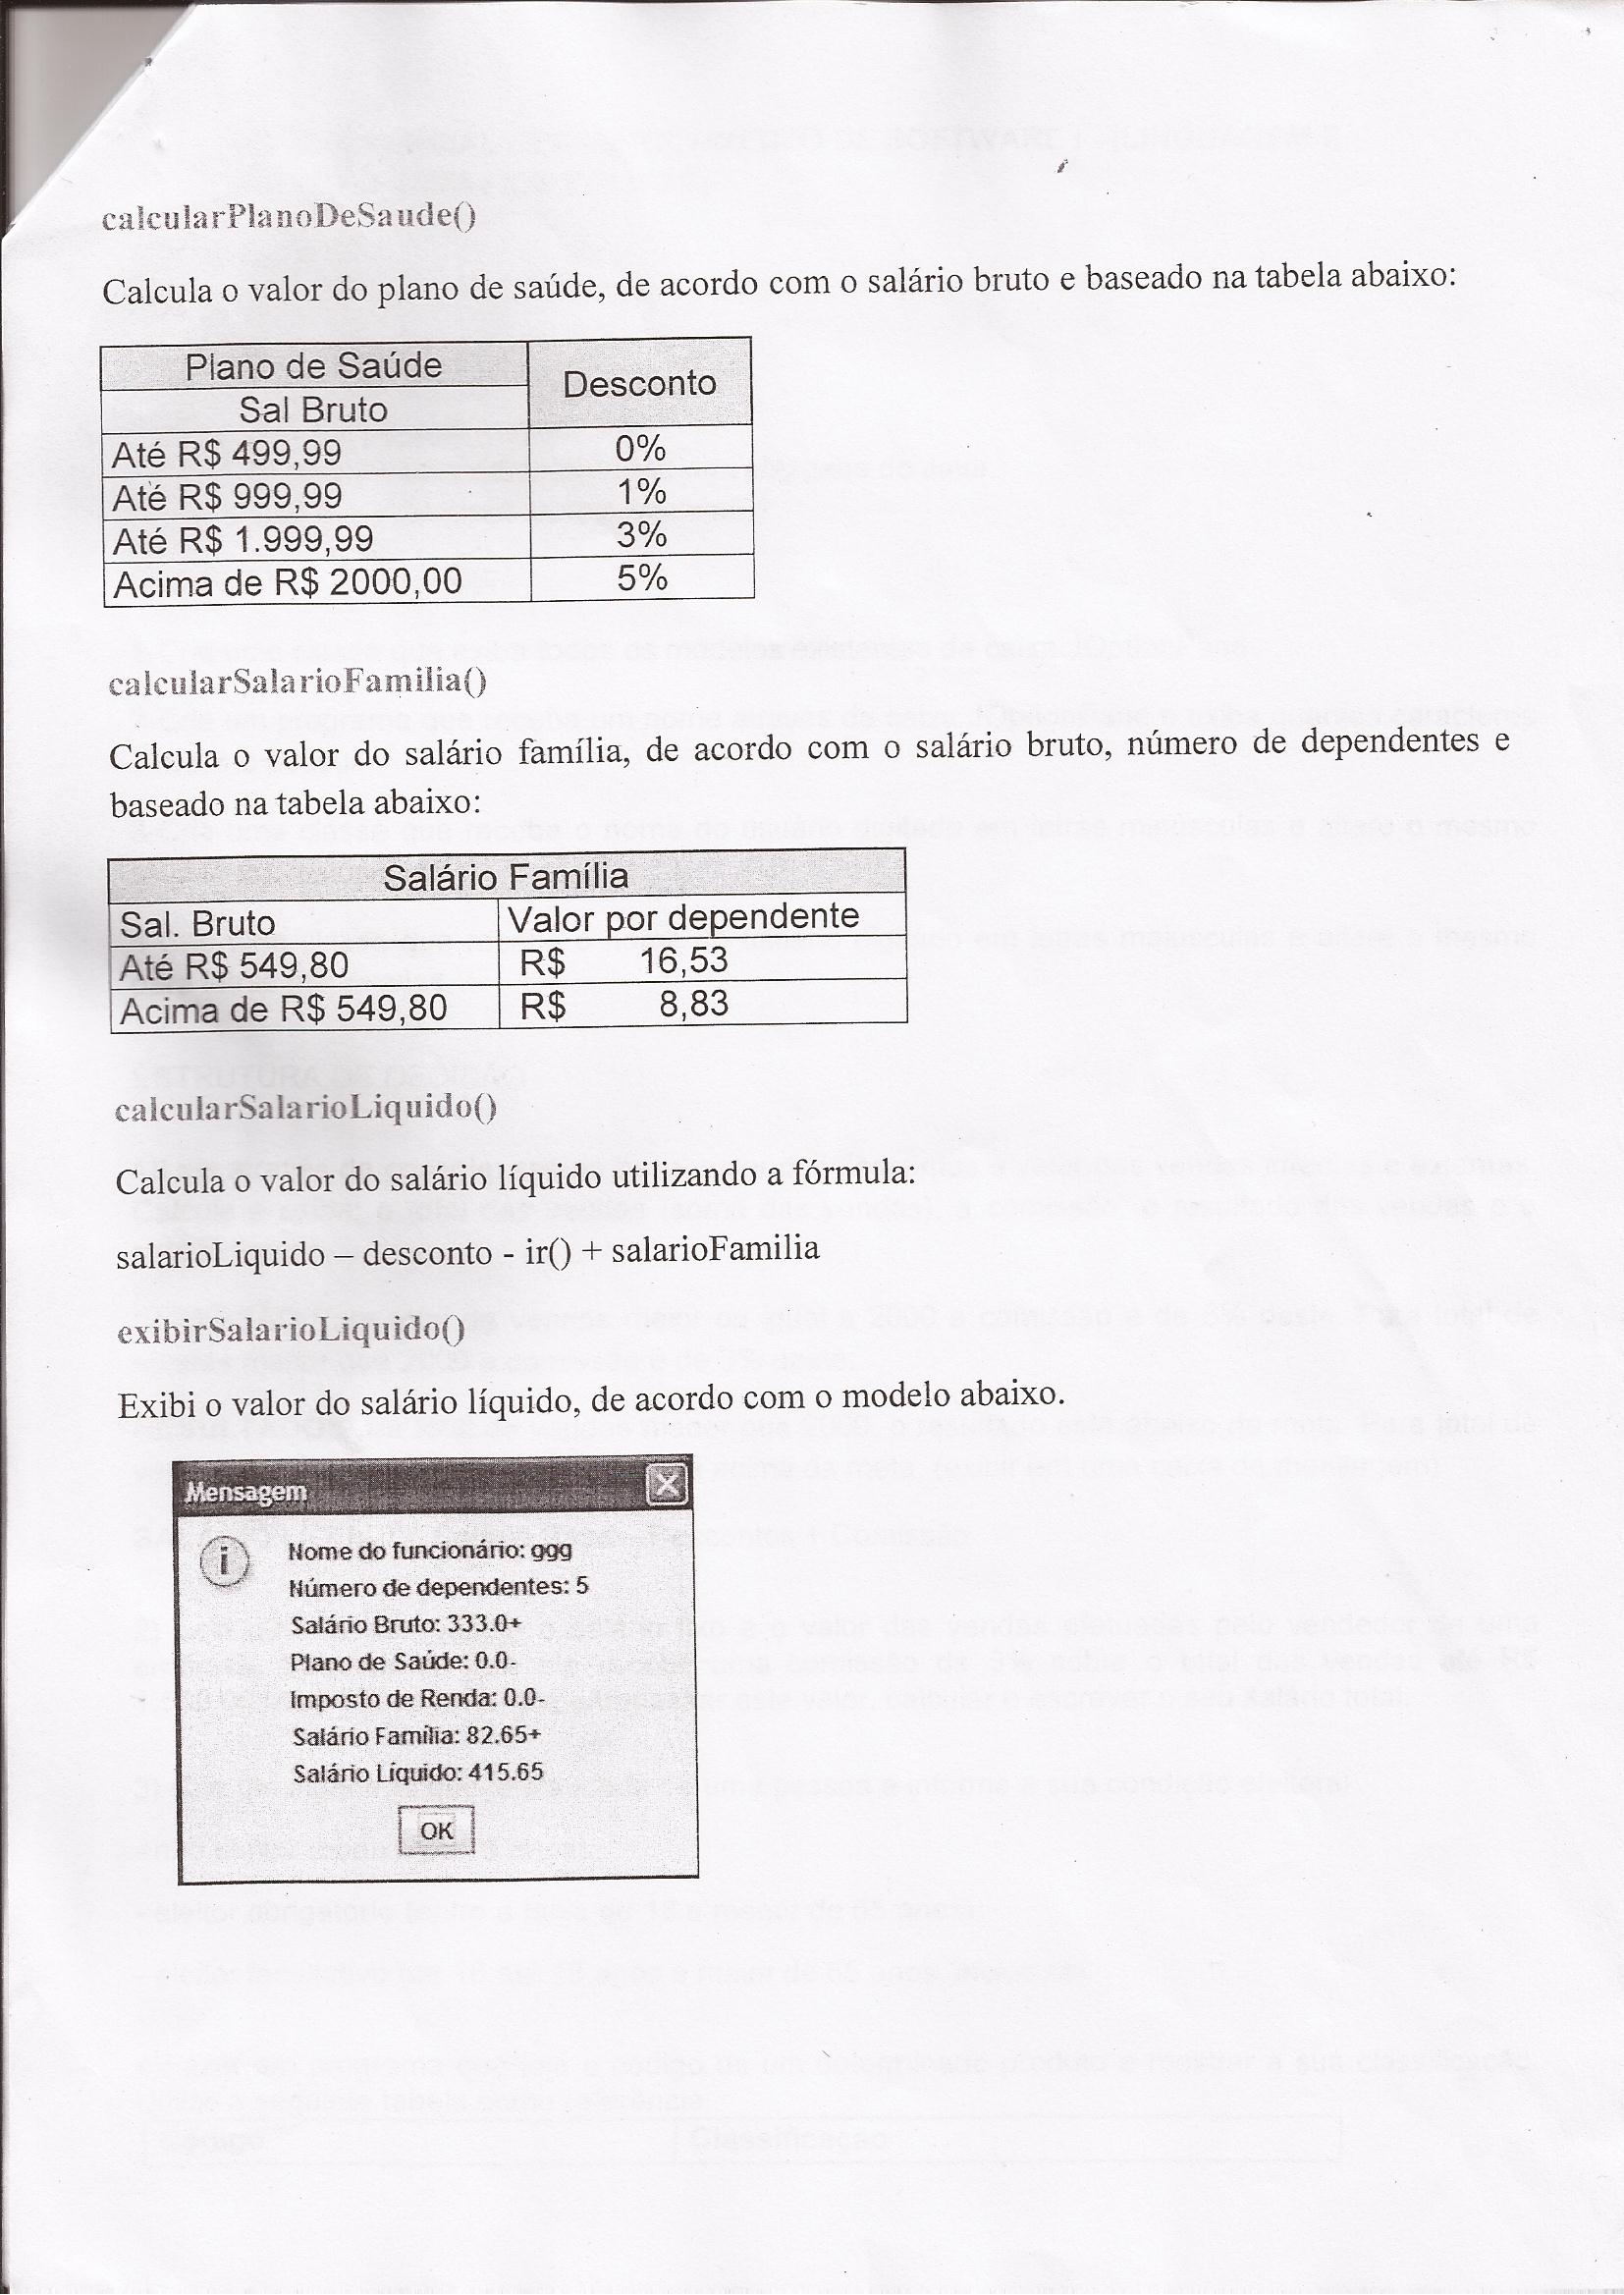 calcularPlanoDeSaude()
Calcula o valor do plano de saúde, de acordo com o salário bruto e baseado na tabela abaixo:
Plano de Saúde Desconto
Sal Bruto
Até R$ 499,99 0%
Até R$ 999,99 1%
Até R$ 1.999,99 3%
Acima de R$ 2000,00 5%
calcularSalarioFamilia()
Calcula o valor do salário família, de acordo com o salário bruto, número de dependentes e
baseado na tabela abaixo:
Salário Família
Sal. Bruto Valor por dependente
Até R$ 549,80 R$ 16,53
Acima de R$ 549,80 R$ 8,83
calcularSalarioLiquido()
Calcula o valor do salário líquido utilizando a fórmula:
salarioLiquido – desconto - ir() + salarioFamilia
exibirSalarioLiquido()
Exibi o valor do salário líquido, de acordo com o modelo abaixo.
Mensagem
Nome do funcionário: ggg
Número de dependentes: 5
Salário Bruto: 333.0+
Plano de Saúde: 0.0-
Imposto de Renda: 0.0-
Salário Família: 82.65+
Salário Líquido: 415.65
OK